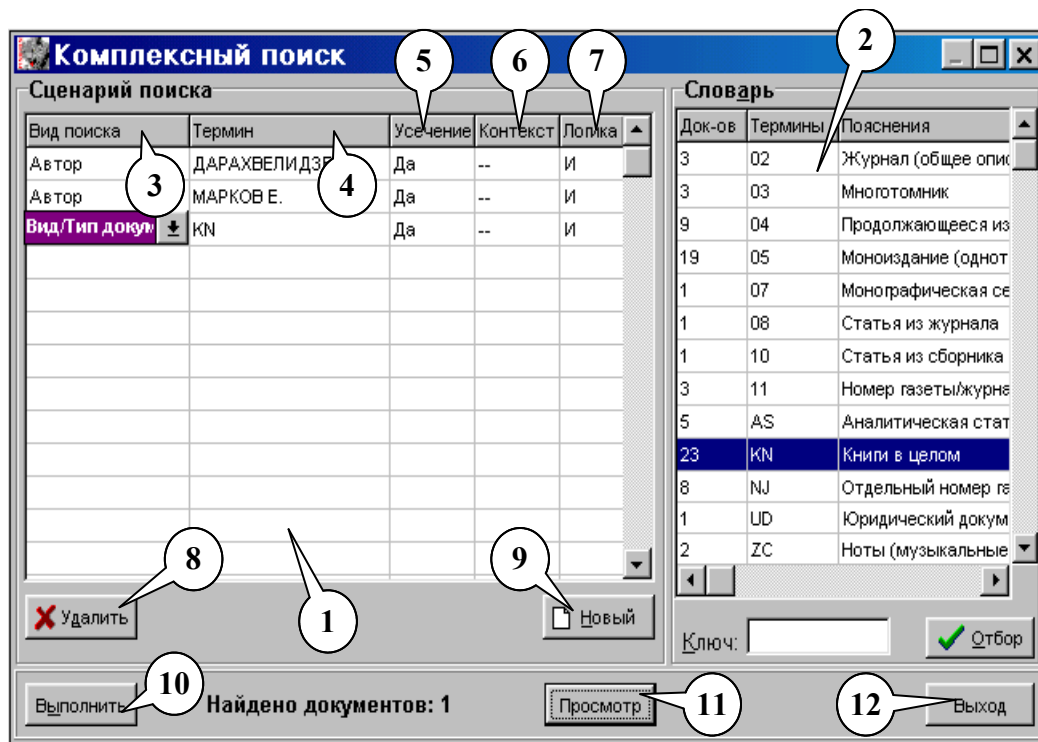 Комплексный поиск
5 6 7 2
Сценарий поиска
Словарь
Вид поиска Термин Усечение Контекст Логика
Автор ДАРАХВЕЛИДЗЕ Да -- И
Автор МАРКОВ Е. Да -- И
Вид/Тип докум KN Да -- И
3 4
Док-ов Термины Пояснения
3 02 Журнал (общее опис
3 03 Многотомник
9 04 Продолжающееся из
19 05 Моноиздание (однот
1 07 Монографическая се
1 08 Статья из журнала
1 10 Статья из сборника
3 11 Номер газеты/журна
5 AS Аналитическая стат
23 KN Книги в целом
8 NJ Отдельный номер га
1 UD Юридический докум
2 ZC Ноты (музыкальные
8 1 9
Удалить Новый
Ключ: Отбор
10 11 12
Выполнить Найдено документов: 1 Просмотр Выход